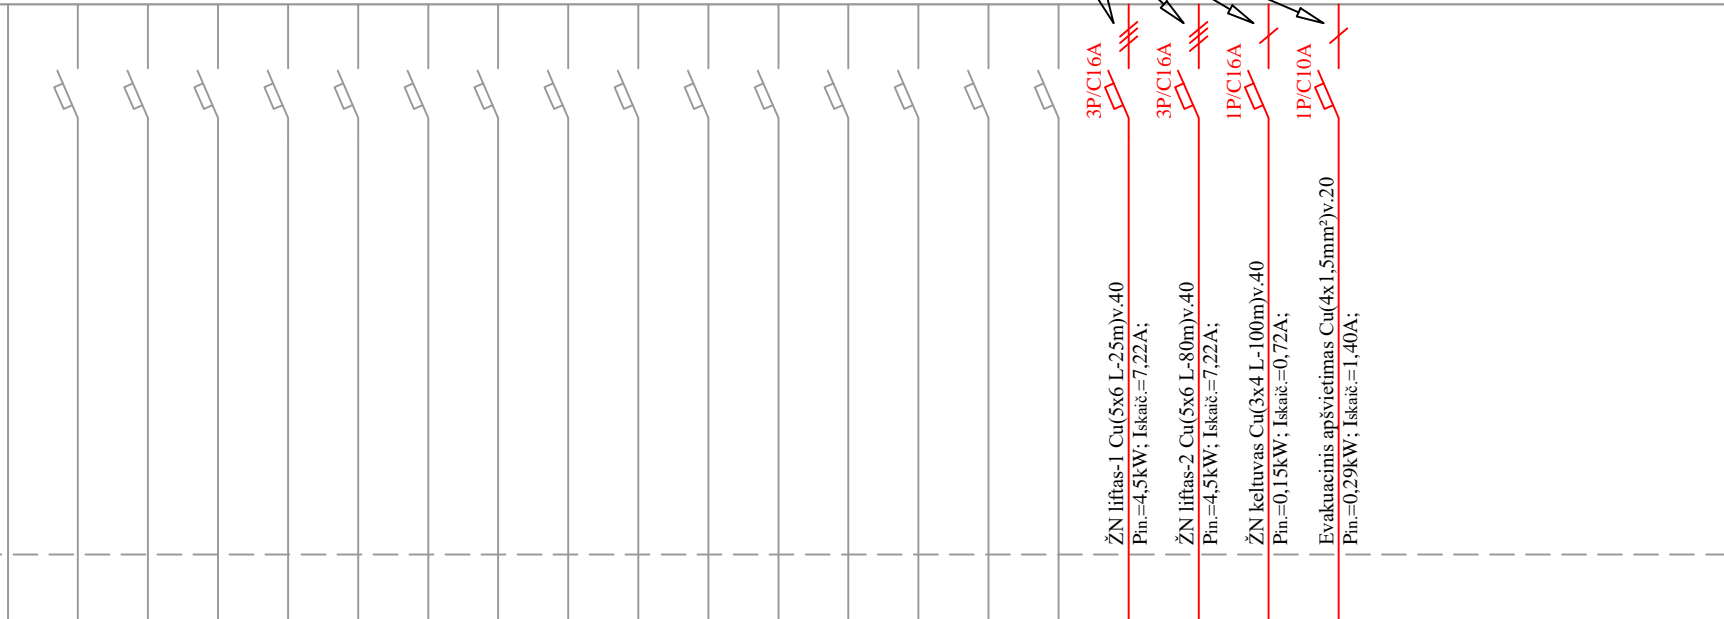 3P/C16A
3P/C16A
1P/C16A
1P/C10A
ŽN liftas-1 Cu(5x6 L-25m)v.40
Pin.=4,5kW; Iskaič.=7,22A;
ŽN liftas-2 Cu(5x6 L-80m)v.40
Pin.=4,5kW; Iskaič.=7,22A;
ŽN keltuvas Cu(3x4 L-100m)v.40
Pin.=0,15kW; Iskaič.=0,72A;
Evakuacinis apšvietimas Cu(4x1,5mm²)v.20
Pin.=0,29kW; Iskaič.=1,40A;